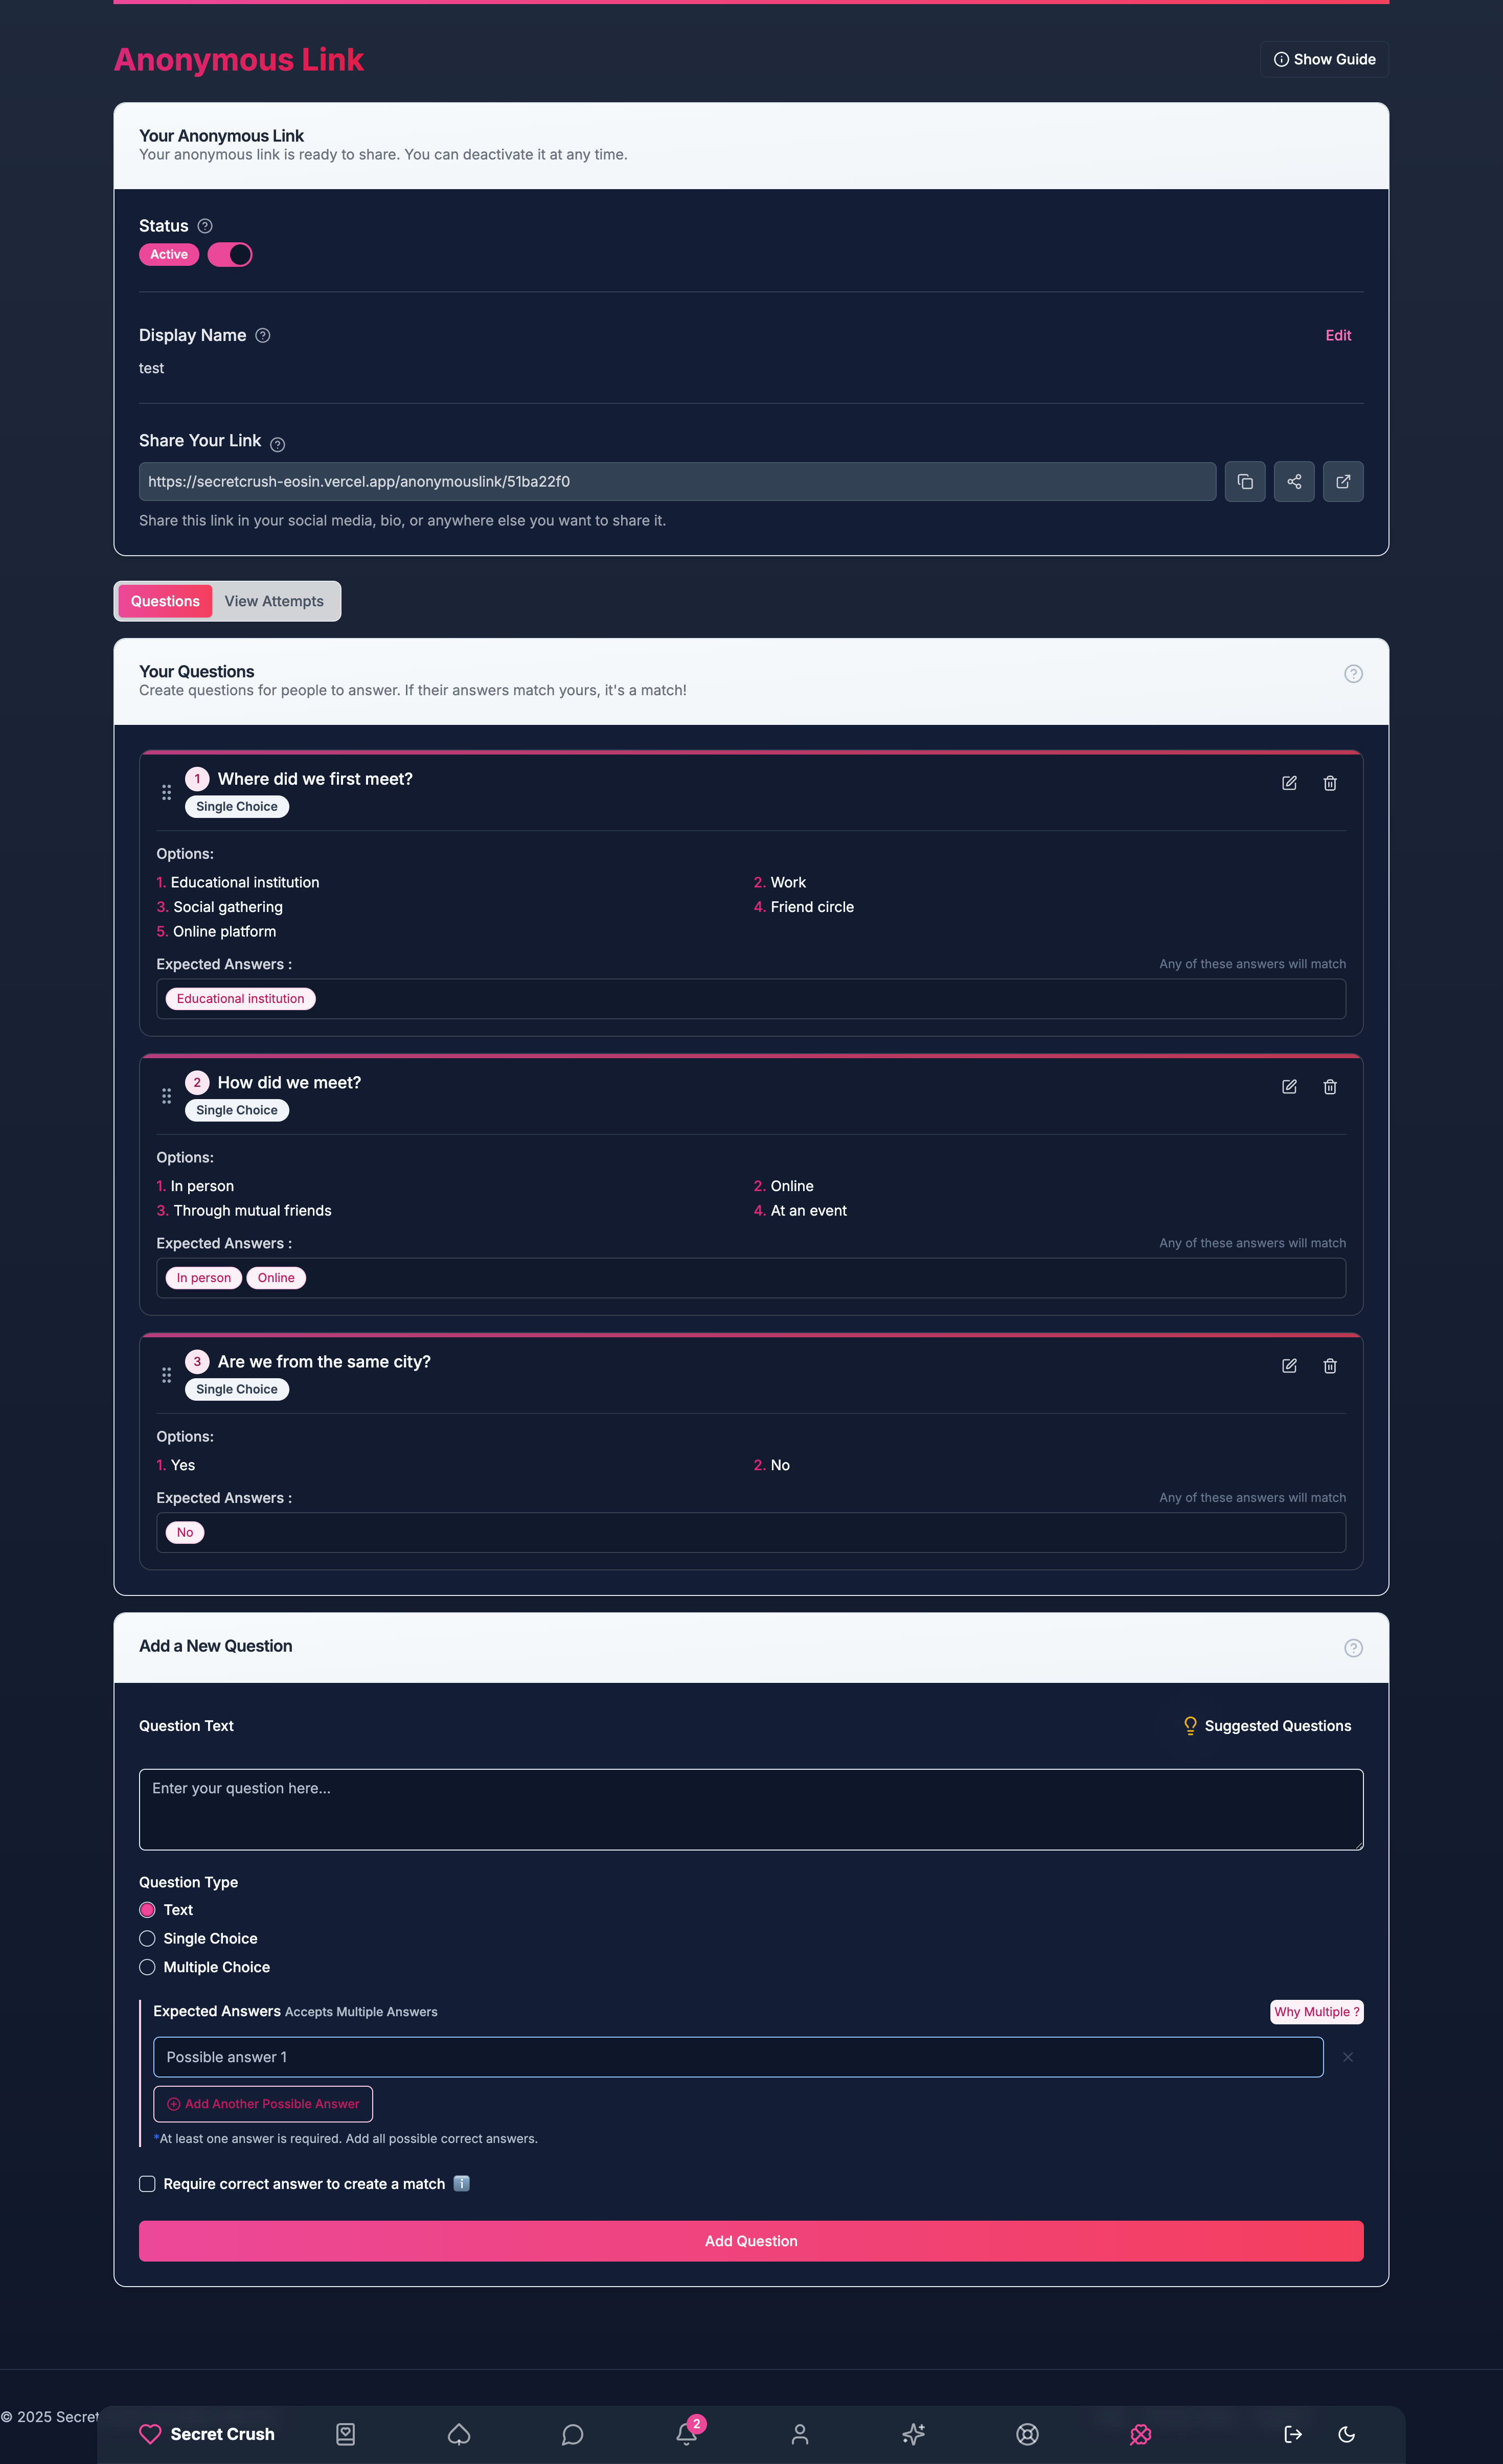 Anonymous Link
Show Guide
Your Anonymous Link
Your anonymous link is ready to share. You can deactivate it at any time.
Status
Active
Display Name
Edit
test
Share Your Link
https://secretcrush-eosin.vercel.app/anonymouslink/51ba22f0
Share this link in your social media, bio, or anywhere else you want to share it.
Questions View Attempts
Your Questions
Create questions for people to answer. If their answers match yours, it's a match!
1 Where did we first meet?
Single Choice
Options:
1. Educational institution 2. Work
3. Social gathering 4. Friend circle
5. Online platform
Expected Answers : Any of these answers will match
Educational institution
2 How did we meet?
Single Choice
Options:
1. In person 2. Online
3. Through mutual friends 4. At an event
Expected Answers : Any of these answers will match
In person Online
3 Are we from the same city?
Single Choice
Options:
1. Yes 2. No
Expected Answers : Any of these answers will match
No
Add a New Question
Question Text Suggested Questions
Enter your question here...
Question Type
Text
Single Choice
Multiple Choice
Expected Answers Accepts Multiple Answers Why Multiple ?
Possible answer 1
Add Another Possible Answer
*At least one answer is required. Add all possible correct answers.
Require correct answer to create a match
Add Question
© 2025 Secret
Secret Crush 2